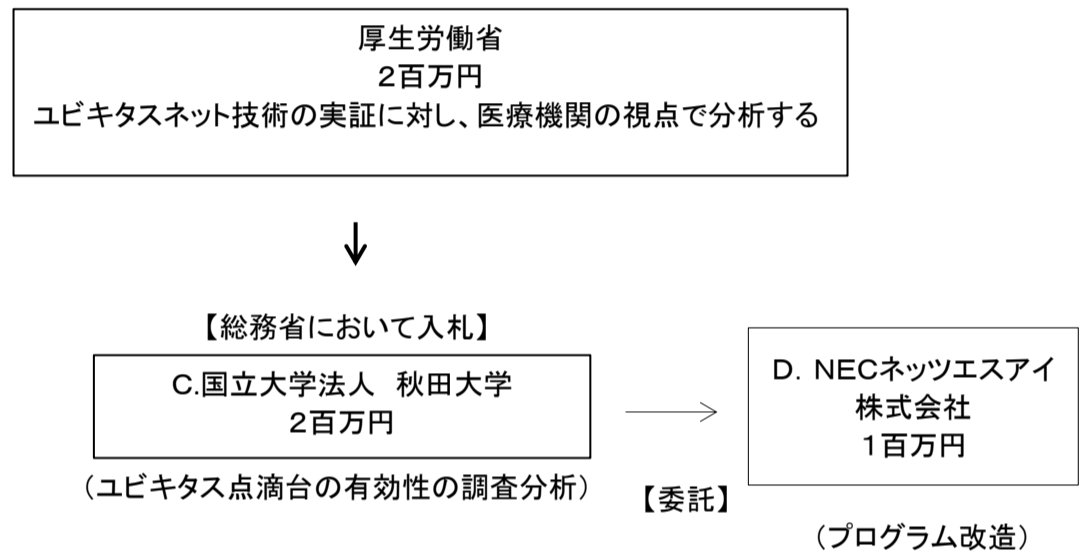 厚生労働省
２百万円
ユビキタスネット技術の実証に対し、医療機関の視点で分析する
【総務省において入札】
C.国立大学法人　秋田大学
２百万円
（ユビキタス点滴台の有効性の調査分析）
【委託】
D. NECネッツエスアイ
株式会社
１百万円
（プログラム改造）